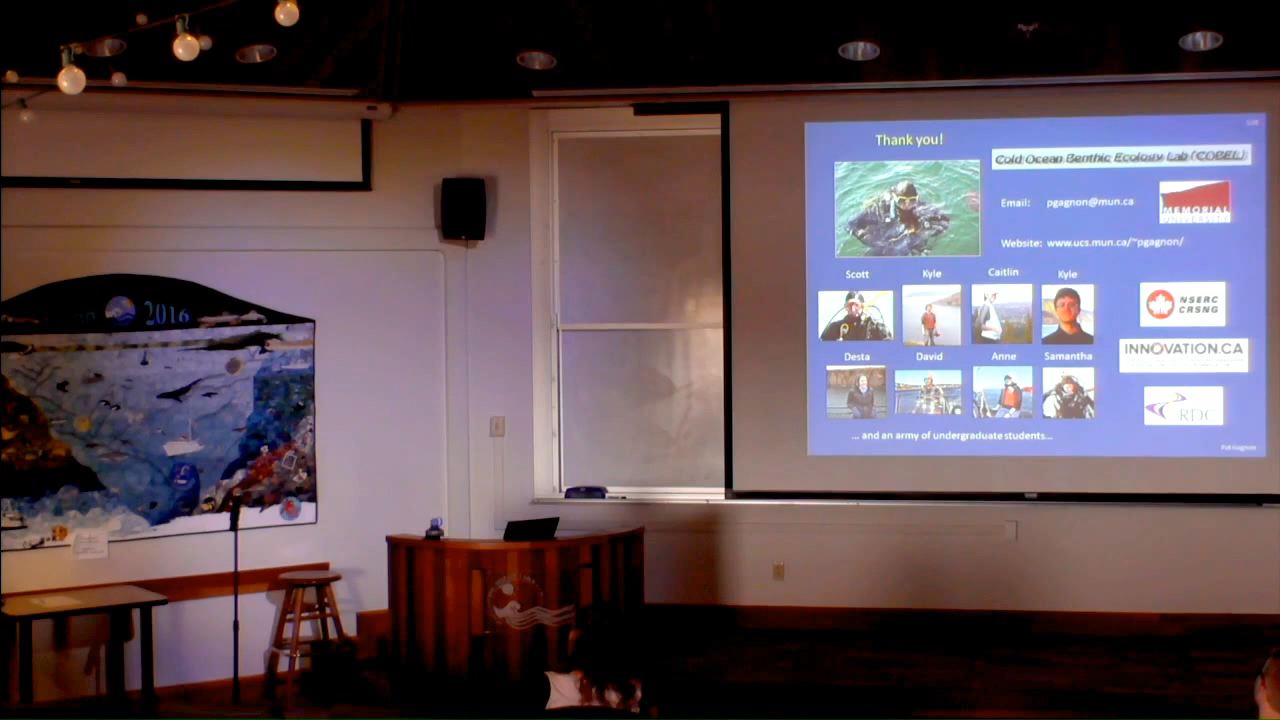 2016
Thank you!
Cold Ocean Benthic Ecology Lab (COBEL)
Email: pgagnon@mun.ca
MEMORIAL
UNIVERSITY
Website: www.ucs.mun.ca/~pgagnon/
Scott Kyle Caitlin Kyle
NSERC
CRSNG
INNOVATION.CA
Desta David Anne Samantha
RDC
... and an army of undergraduate students...